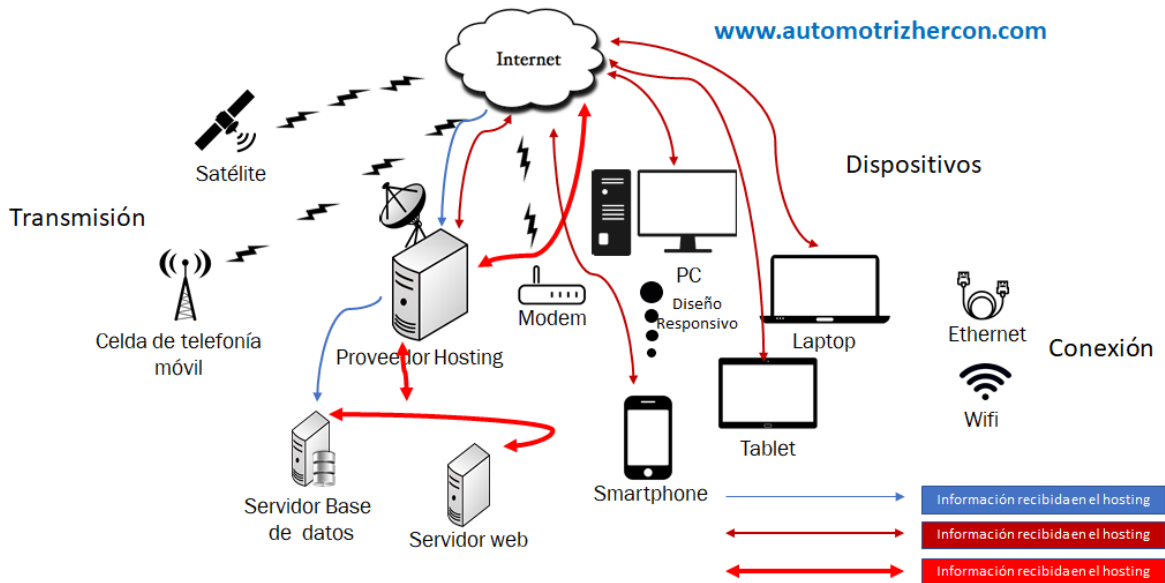 www.automotrizhercon.com
Internet
Satélite
Dispositivos
Transmisión
PC
Diseño
Responsivo
Modem
Laptop
Ethernet
Conexión
Celda de telefonía
móvil
Proveedor Hosting
Wifi
Tablet
Smartphone
Servidor Base
de datos
Servidor web
Información recibida en el hosting
Información recibida en el hosting
Información recibida en el hosting